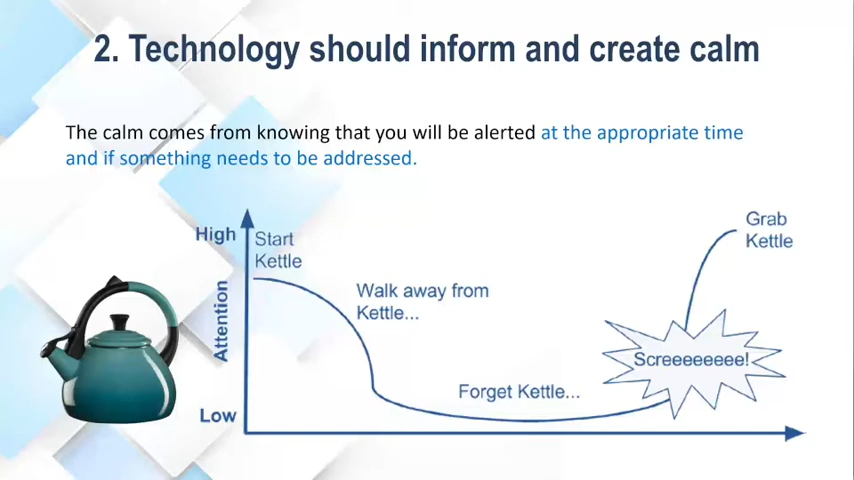 2. Technology should inform and create calm
The calm comes from knowing that you will be alerted at the appropriate time
and if something needs to be addressed.
High
Start
Kettle
Walk away from
Kettle...
Attention
Forget Kettle...
Low
Screeeeeeee!
Grab
Kettle